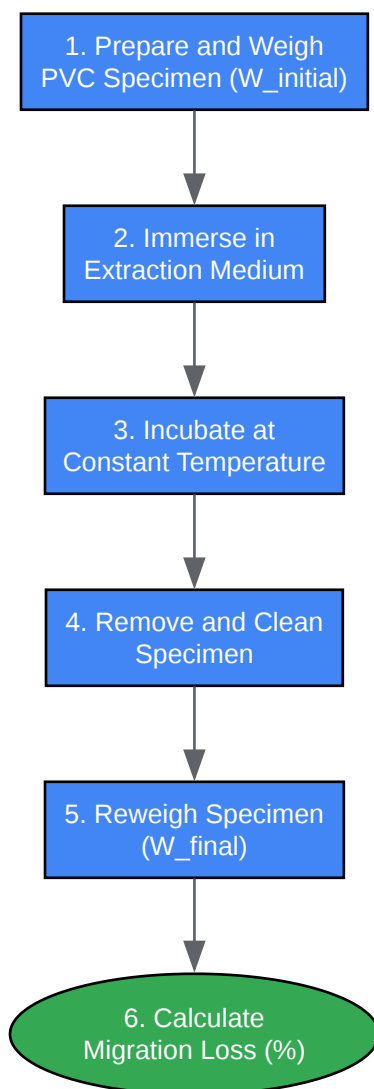 1. Prepare and Weigh
PVC Specimen (W_initial)
2. Immerse in
Extraction Medium
3. Incubate at
Constant Temperature
4. Remove and Clean
Specimen
5. Reweigh Specimen
(W_final)
6. Calculate
Migration Loss (%)